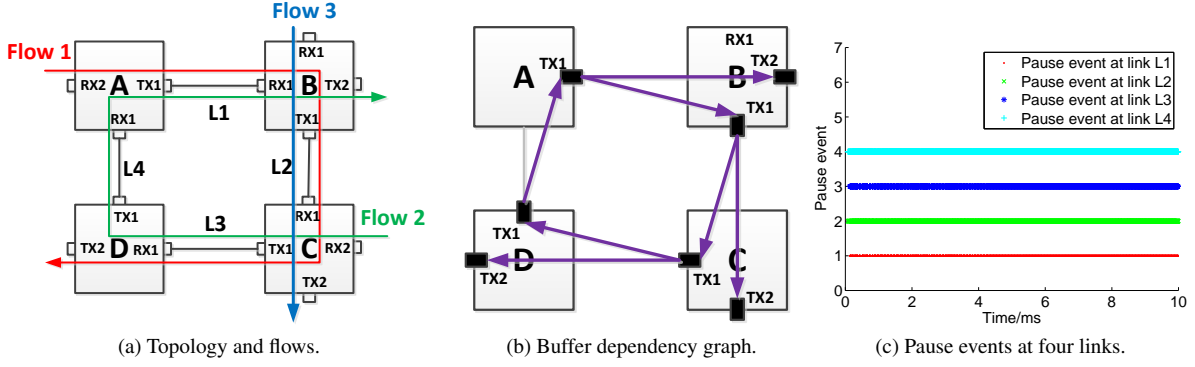 Flow 3
Flow 1
RX1
RX2 A TX1
RX1 B TX2
RX1
L1
TX1
L4
L2
TX1
L3
RX1
Flow 2
TX2 D RX1
TX1 C RX2
TX2
(a) Topology and flows.
A TX1
RX1
B TX2
TX1
TX1
D
TX2
TX1
C
TX2
(b) Buffer dependency graph.
Pause event
7
6
5
4
3
2
1
0
Pause event at link L1
Pause event at link L2
Pause event at link L3
Pause event at link L4
0 2 4 6 8 10
Time/ms
(c) Pause events at four links.